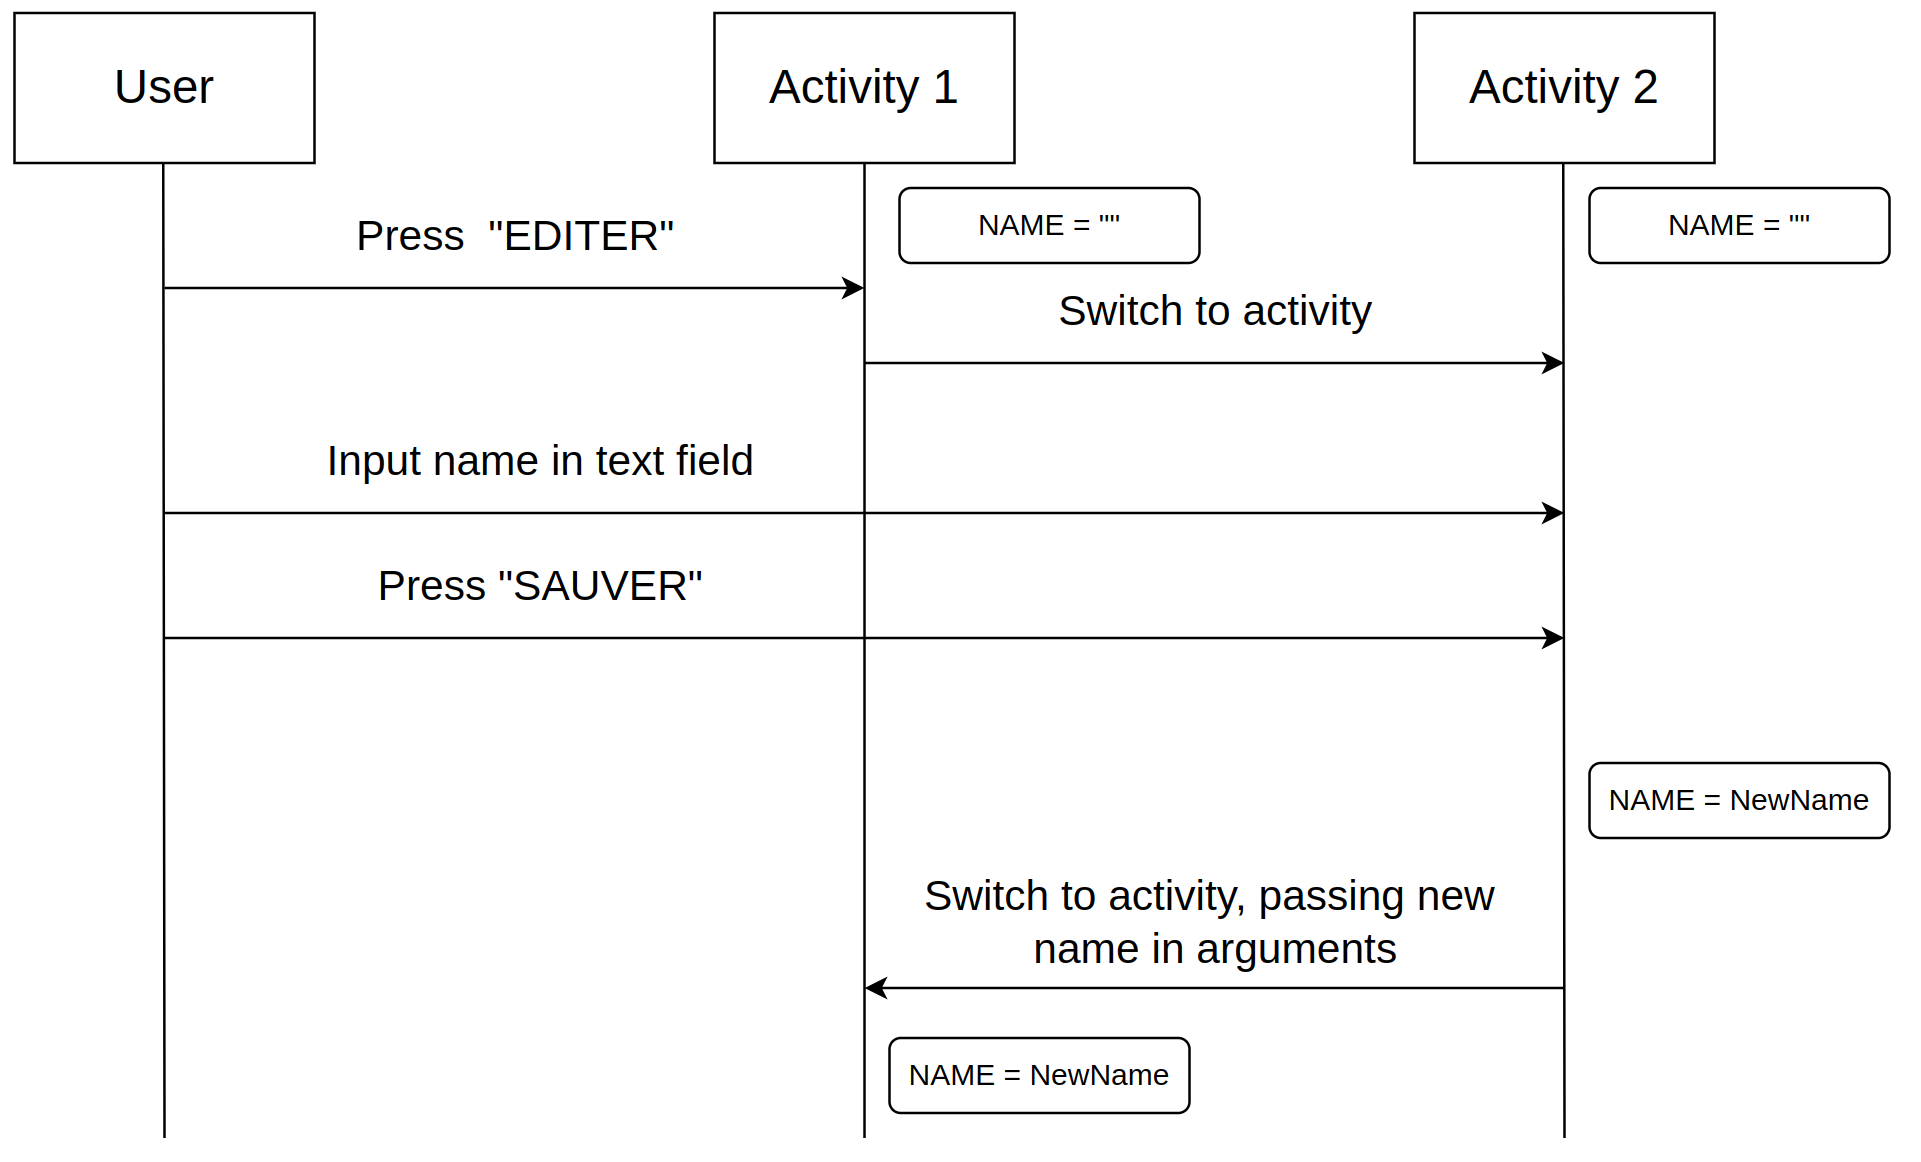 User
Activity 1
Activity 2
NAME = ""
NAME = ""
Press  "EDITER"
Switch to activity
Input name in text field
Press "SAUVER"
NAME = NewName
Switch to activity, passing new
name in arguments
NAME = NewName